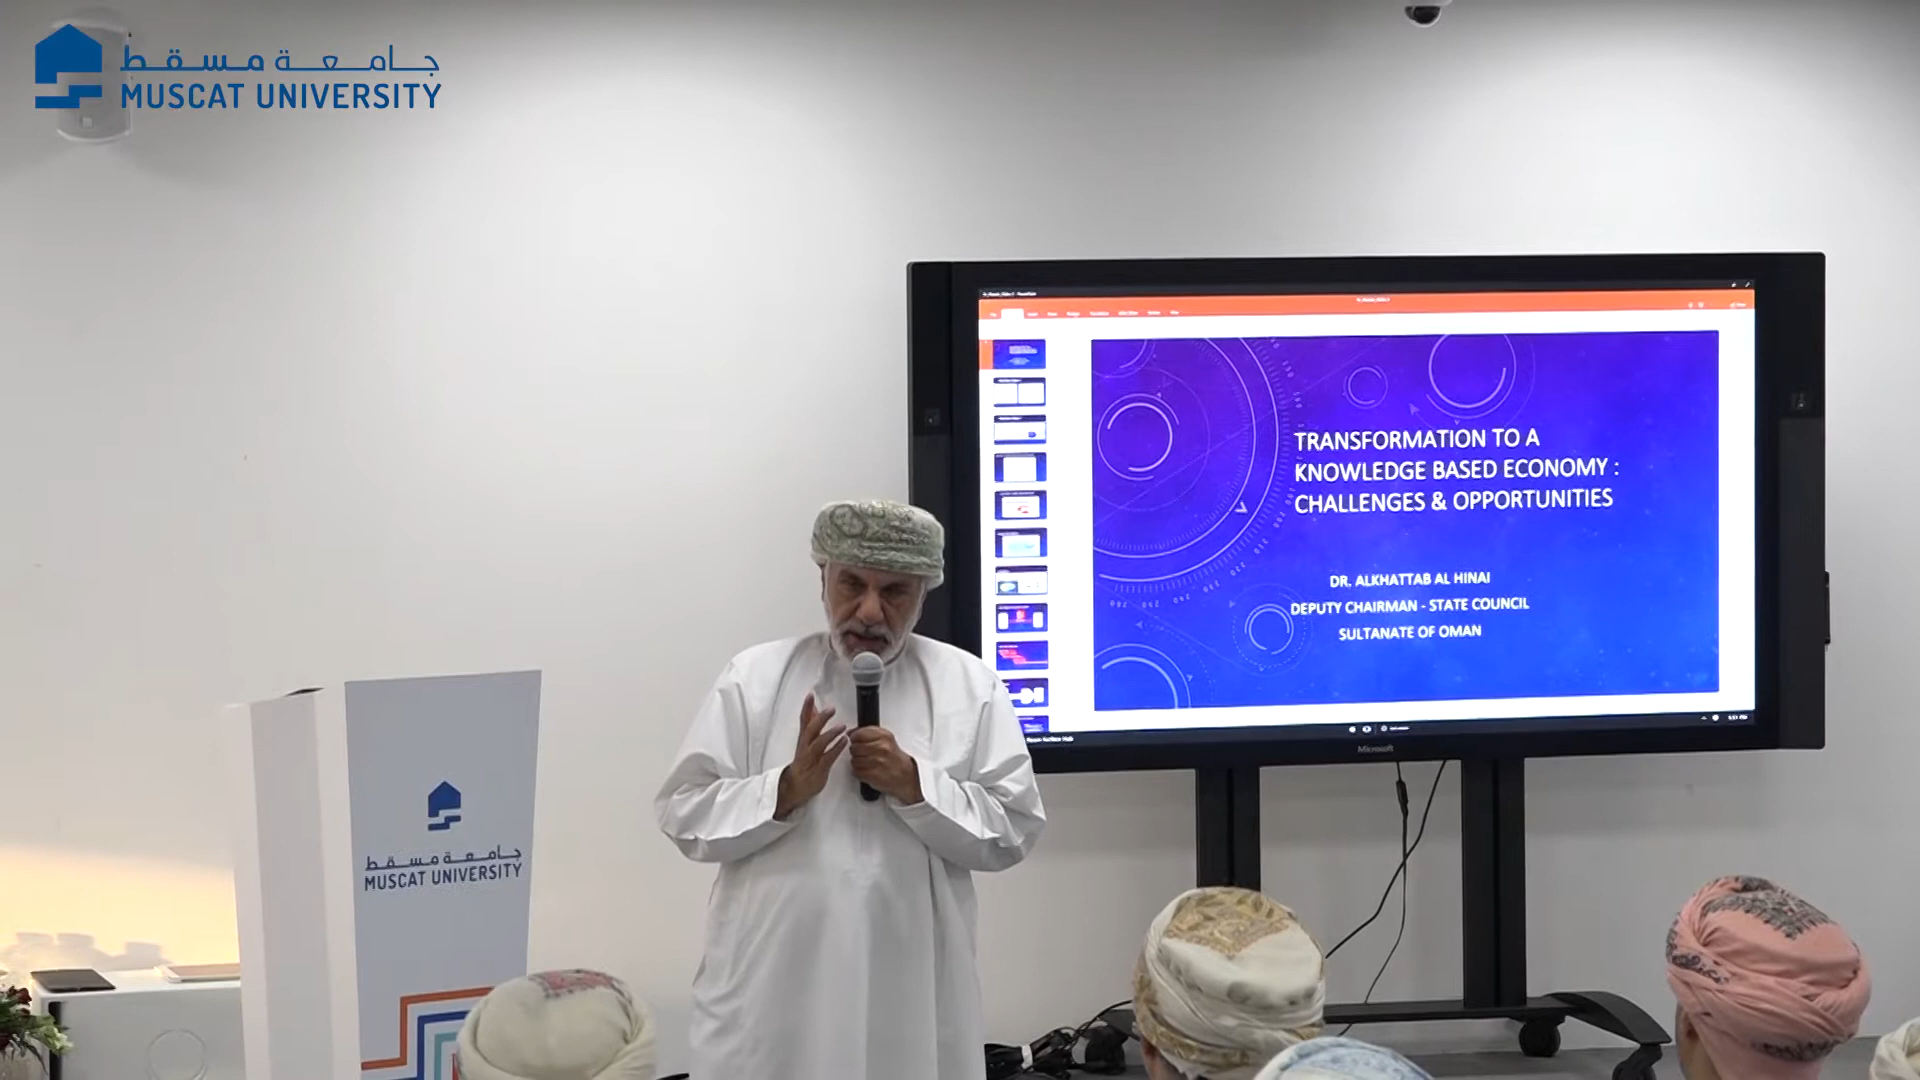 جامعة مسقط
MUSCAT UNIVERSITY
TRANSFORMATION TO A
KNOWLEDGE BASED ECONOMY :
CHALLENGES & OPPORTUNITIES
DR. ALKHATTAB AL HINAI
DEPUTY CHAIRMAN - STATE COUNCIL
SULTANATE OF OMAN
Microsoft
جامعة مسقط
MUSCAT UNIVERSITY